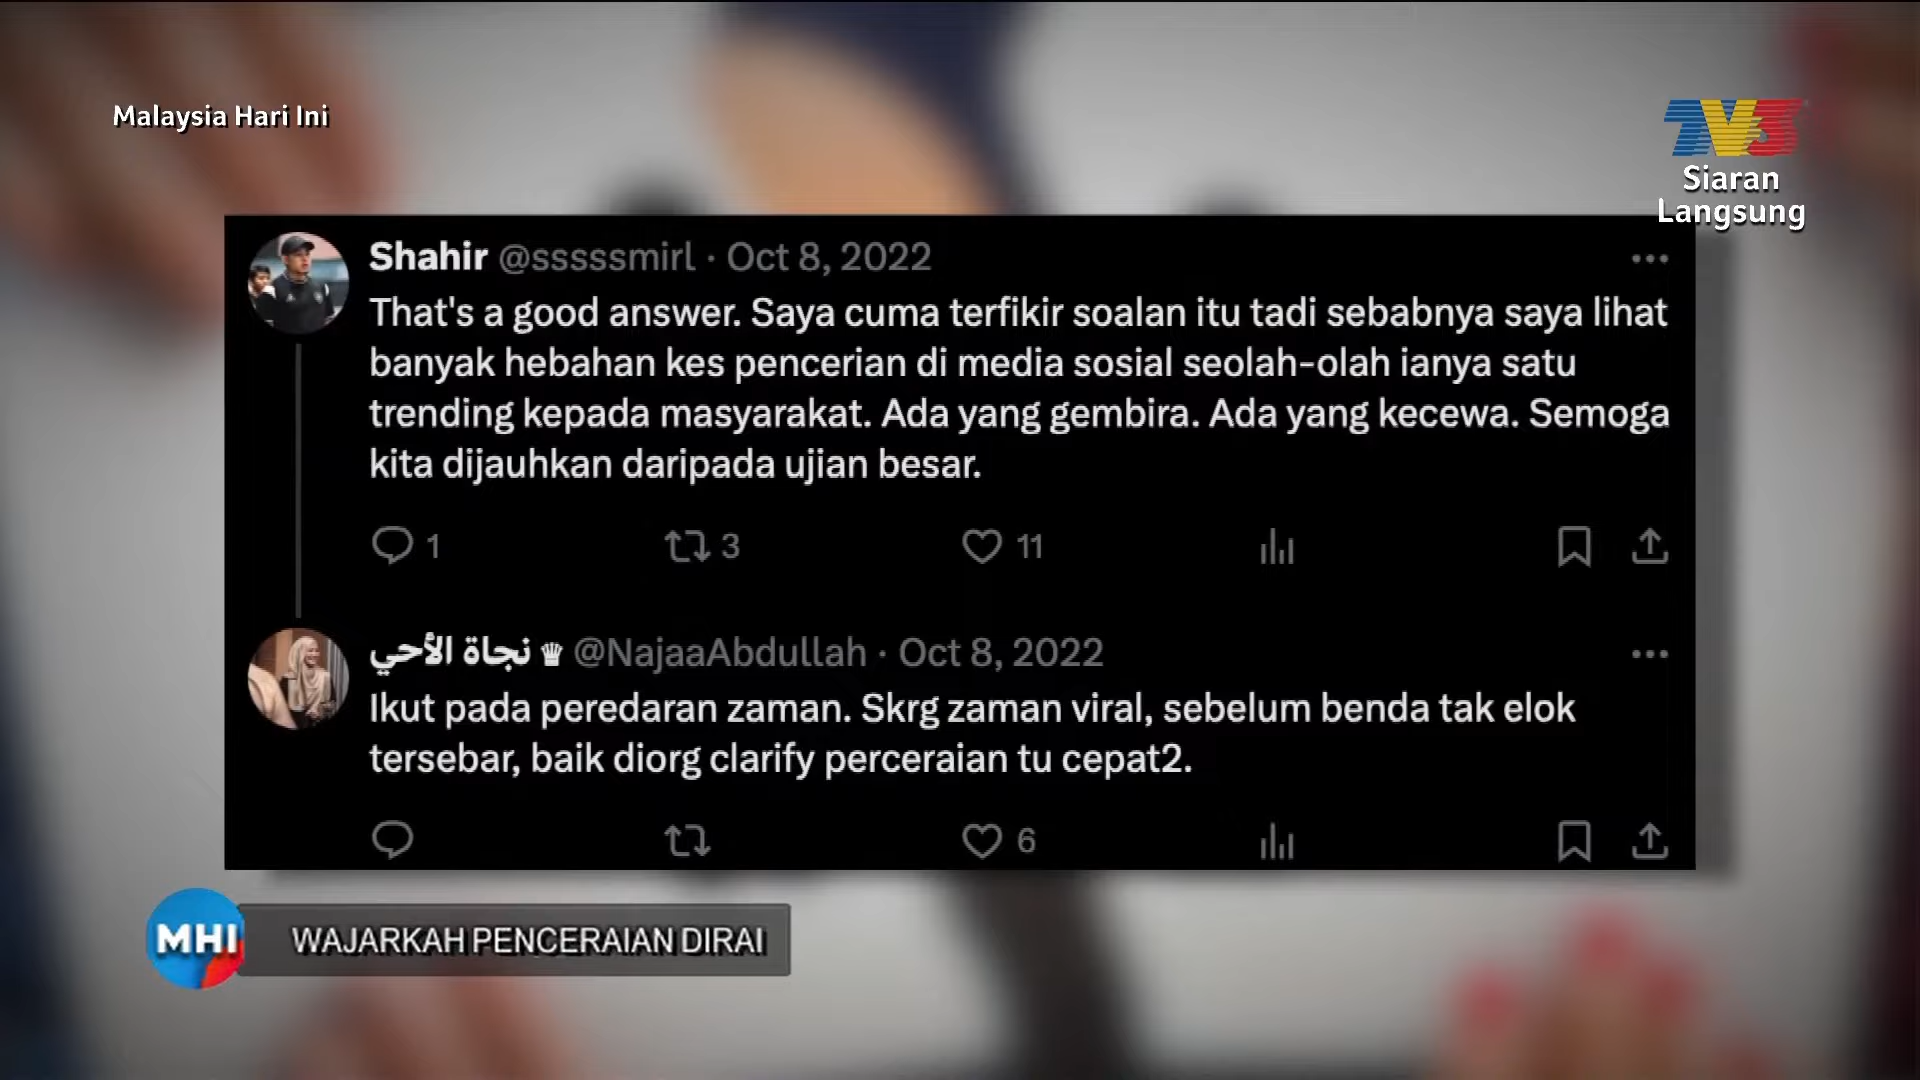 Malaysia Hari Ini
TV3
Siaran
Langsung
Shahir @sssssmirl · Oct 8, 2022
That's a good answer. Saya cuma terfikir soalan itu tadi sebabnya saya lihat
banyak hebahan kes pencerian di media sosial seolah-olah ianya satu
trending kepada masyarakat. Ada yang gembira. Ada yang kecewa. Semoga
kita dijauhkan daripada ujian besar.
1 3 11
نجاة الأحي ♛ @NajaaAbdullah · Oct 8, 2022
Ikut pada peredaran zaman. Skrg zaman viral, sebelum benda tak elok
tersebar, baik diorg clarify perceraian tu cepat2.
6
MHI WAJARKAH PENCERAIAN DIRAI